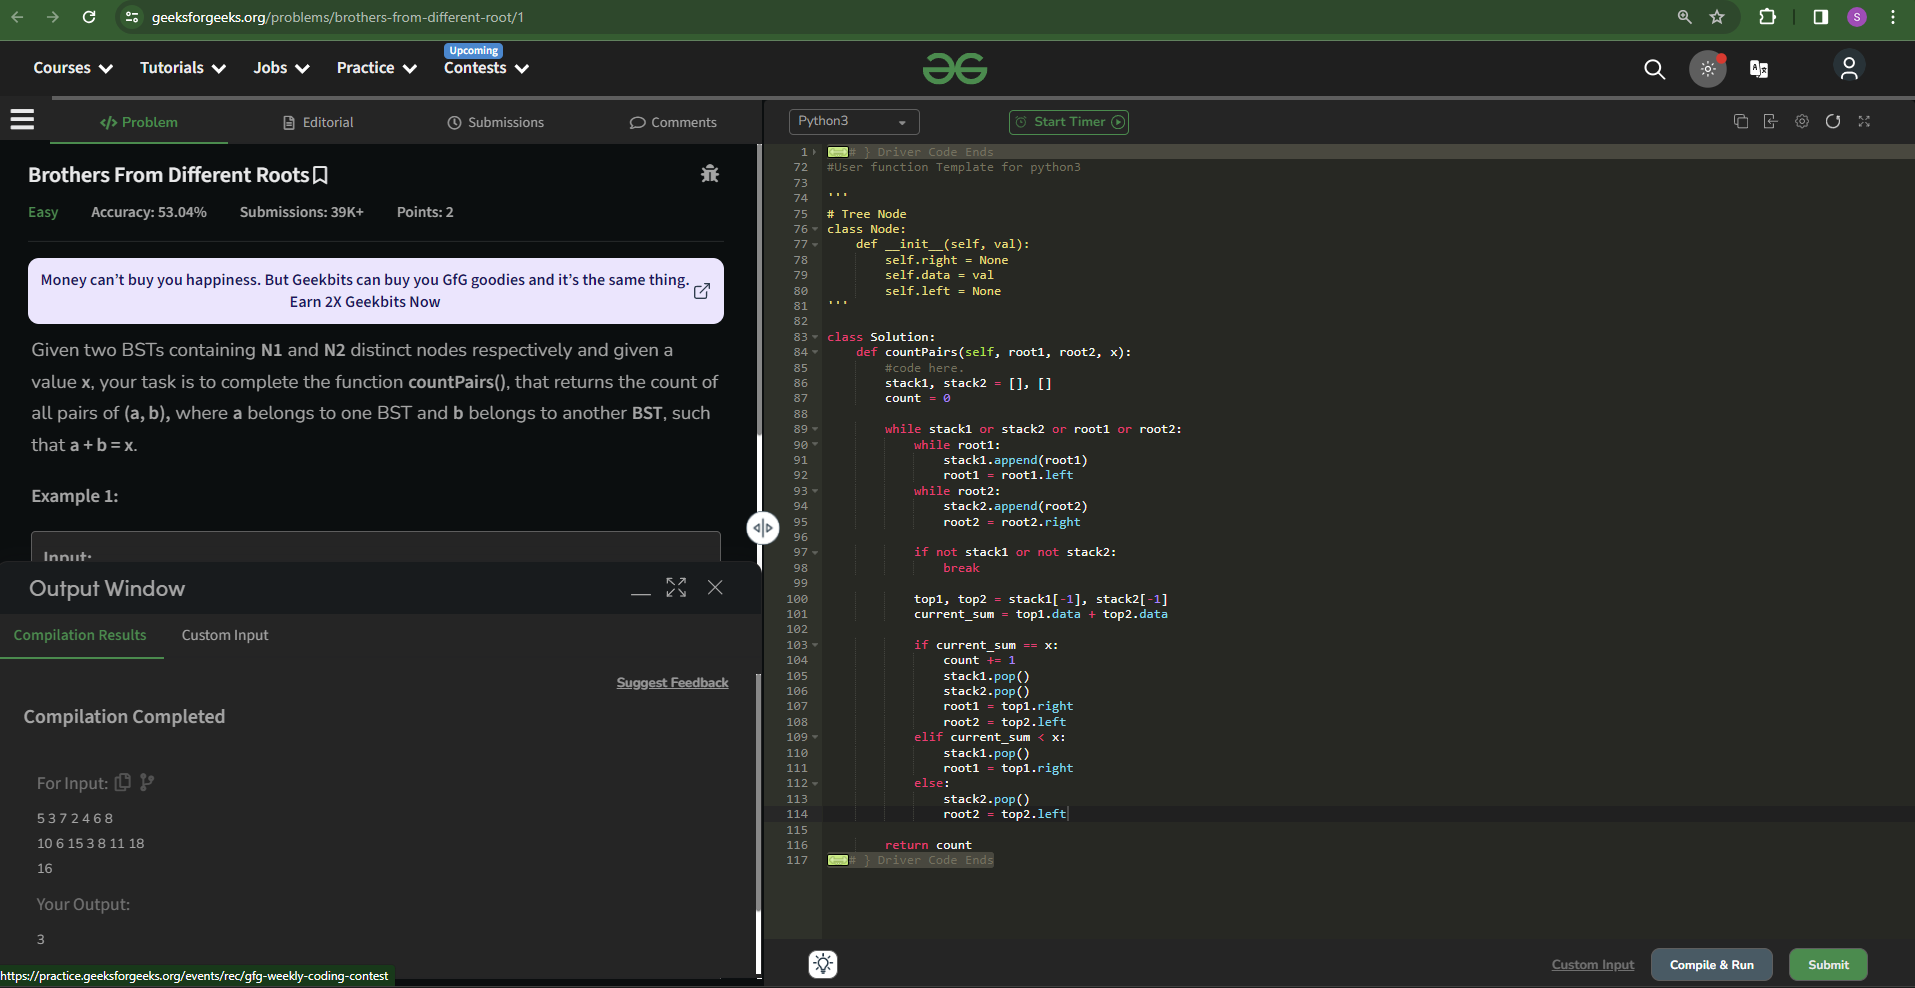 geeksforgeeks.org/problems/brothers-from-different-root/1
S
Upcoming
Courses
Tutorials
Jobs
Practice
Contests
Problem
Editorial
Submissions
Comments
Brothers From Different Roots
Easy
Accuracy: 53.04%
Submissions: 39K+
Points: 2
Money can’t buy you happiness. But Geekbits can buy you GfG goodies and it’s the same thing.
Earn 2X Geekbits Now
Given two BSTs containing N1 and N2 distinct nodes respectively and given a
value x, your task is to complete the function countPairs(), that returns the count of
all pairs of (a, b), where a belongs to one BST and b belongs to another BST, such
that a + b = x.
Example 1:
Input:
Output Window
Compilation Results
Custom Input
Suggest Feedback
Compilation Completed
For Input:
5 3 7 2 4 6 8
10 6 15 3 8 11 18
16
Your Output:
3
https://practice.geeksforgeeks.org/events/rec/gfg-weekly-coding-contest
Python3
Start Timer
1 # } Driver Code Ends
72 #User function Template for python3
73
74 '''
75 # Tree Node
76 class Node:
77     def __init__(self, val):
78         self.right = None
79         self.data = val
80         self.left = None
81 '''
82
83 class Solution:
84     def countPairs(self, root1, root2, x):
85         #code here.
86         stack1, stack2 = [], []
87         count = 0
88
89         while stack1 or stack2 or root1 or root2:
90             while root1:
91                 stack1.append(root1)
92                 root1 = root1.left
93             while root2:
94                 stack2.append(root2)
95                 root2 = root2.right
96
97             if not stack1 or not stack2:
98                 break
99
100             top1, top2 = stack1[-1], stack2[-1]
101             current_sum = top1.data + top2.data
102
103             if current_sum == x:
104                 count += 1
105                 stack1.pop()
106                 stack2.pop()
107                 root1 = top1.right
108                 root2 = top2.left
109             elif current_sum < x:
110                 stack1.pop()
111                 root1 = top1.right
112             else:
113                 stack2.pop()
114                 root2 = top2.left
115
116         return count
117 # } Driver Code Ends
Custom Input
Compile & Run
Submit